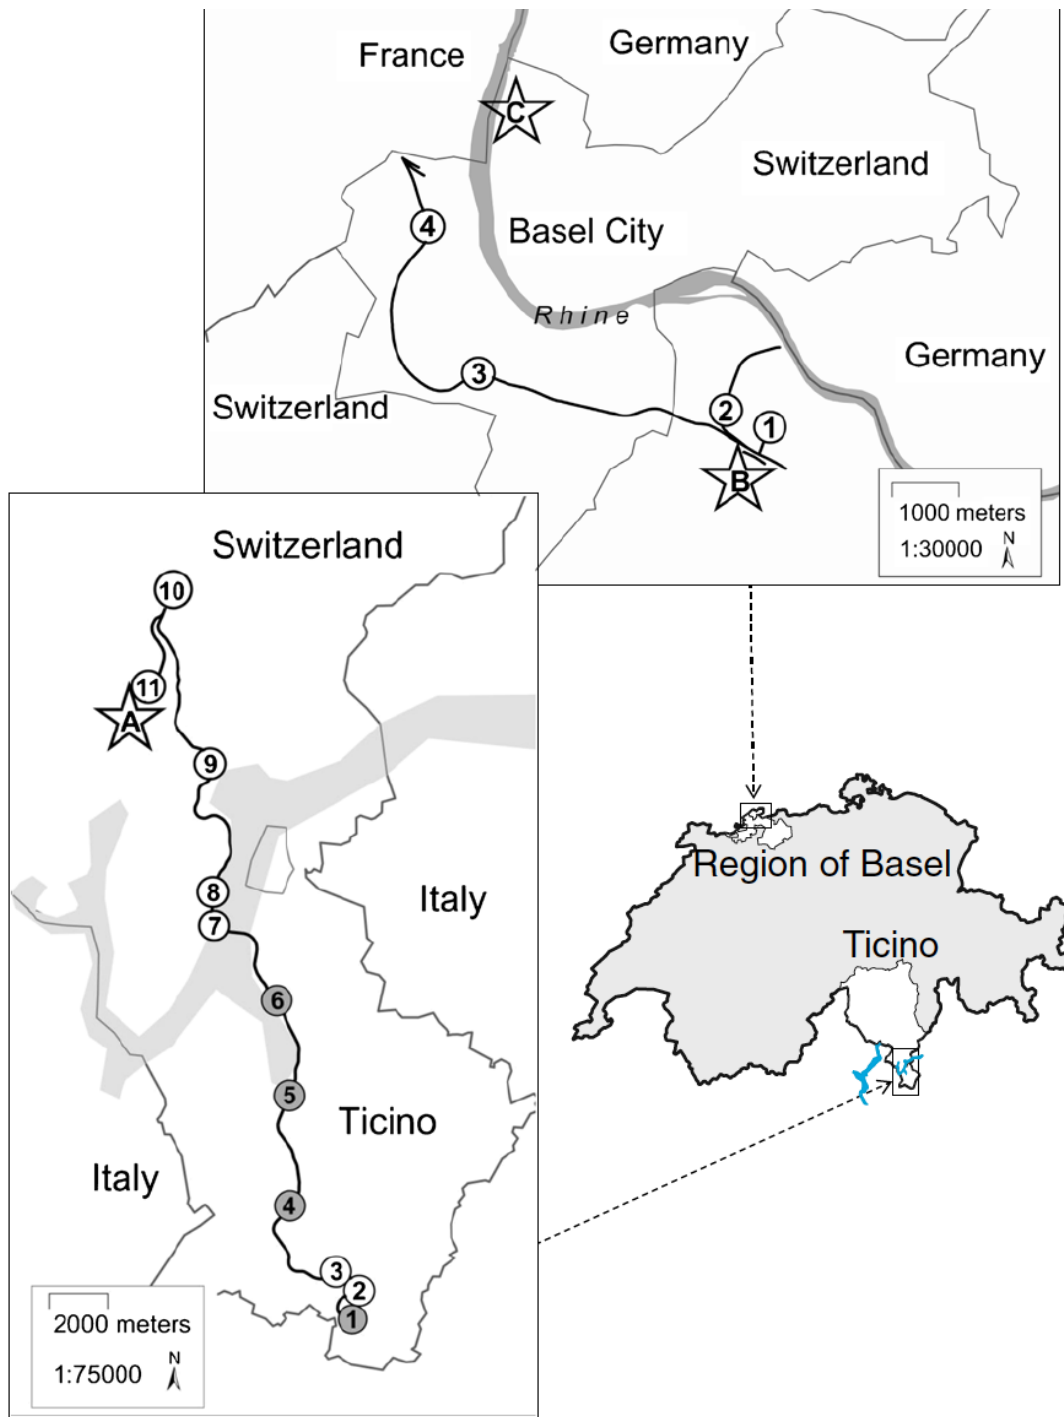 France
Germany
C
Switzerland
4
Basel City
Rhine
Germany
3
Switzerland
2
1
B
1000 meters
1:30000
N
Switzerland
10
11
A
9
8
Italy
7
6
5
Ticino
Italy
4
3
2
1
2000 meters
1:75000
N
Region of Basel
Ticino